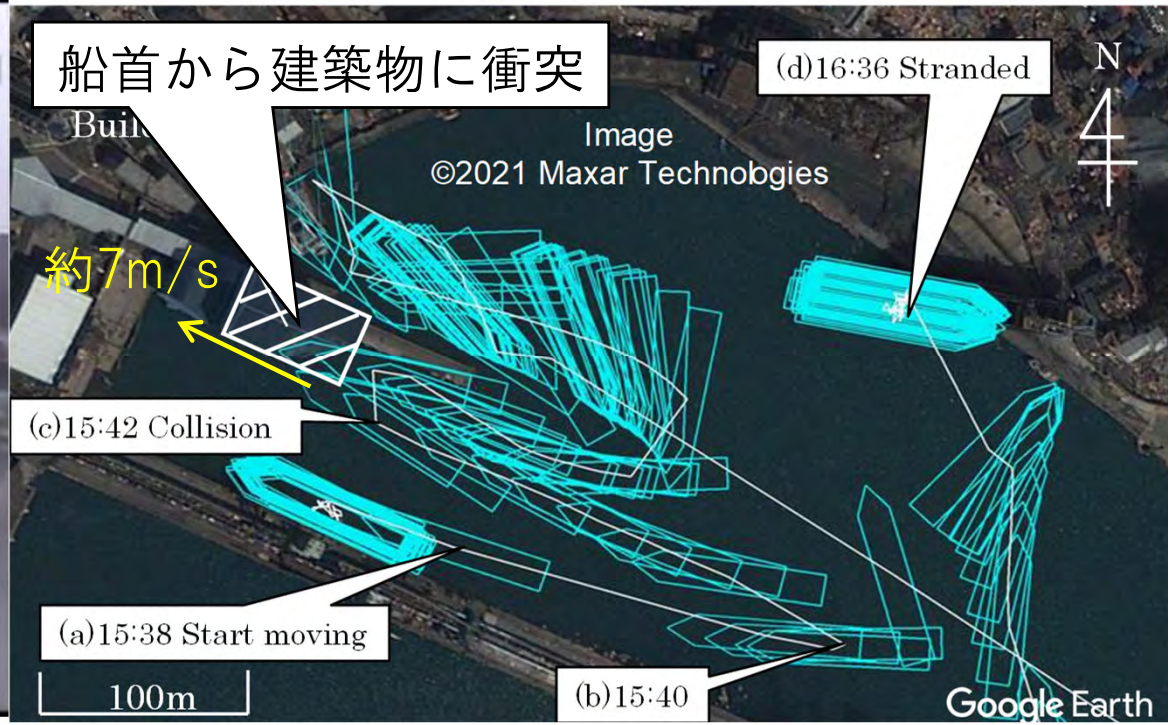 船首から建築物に衝突
(d)16:36 Stranded
N
Image
©2021 Maxar Technologies
約7m/s
(c)15:42 Collision
(a)15:38 Start moving
(b)15:40
100m
Google Earth